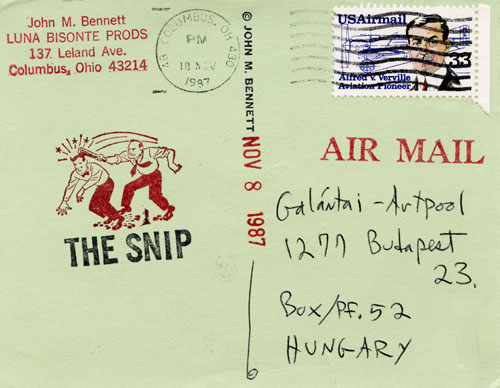 John M. Bennett
LUNA BISONTE PRODS
137 Leland Ave.
Columbus, Ohio 43214
COLUMBUS, OH 430
PM
18 NOV
1987
© JOHN M. BENNETT
NOV 8 1987
USAirmail
33
Alfred V. Verville
Aviation Pioneer
AIR MAIL
THE SNIP
Galántai - Artpool
1277 Budapest
23.
Box/Pf. 52
HUNGARY